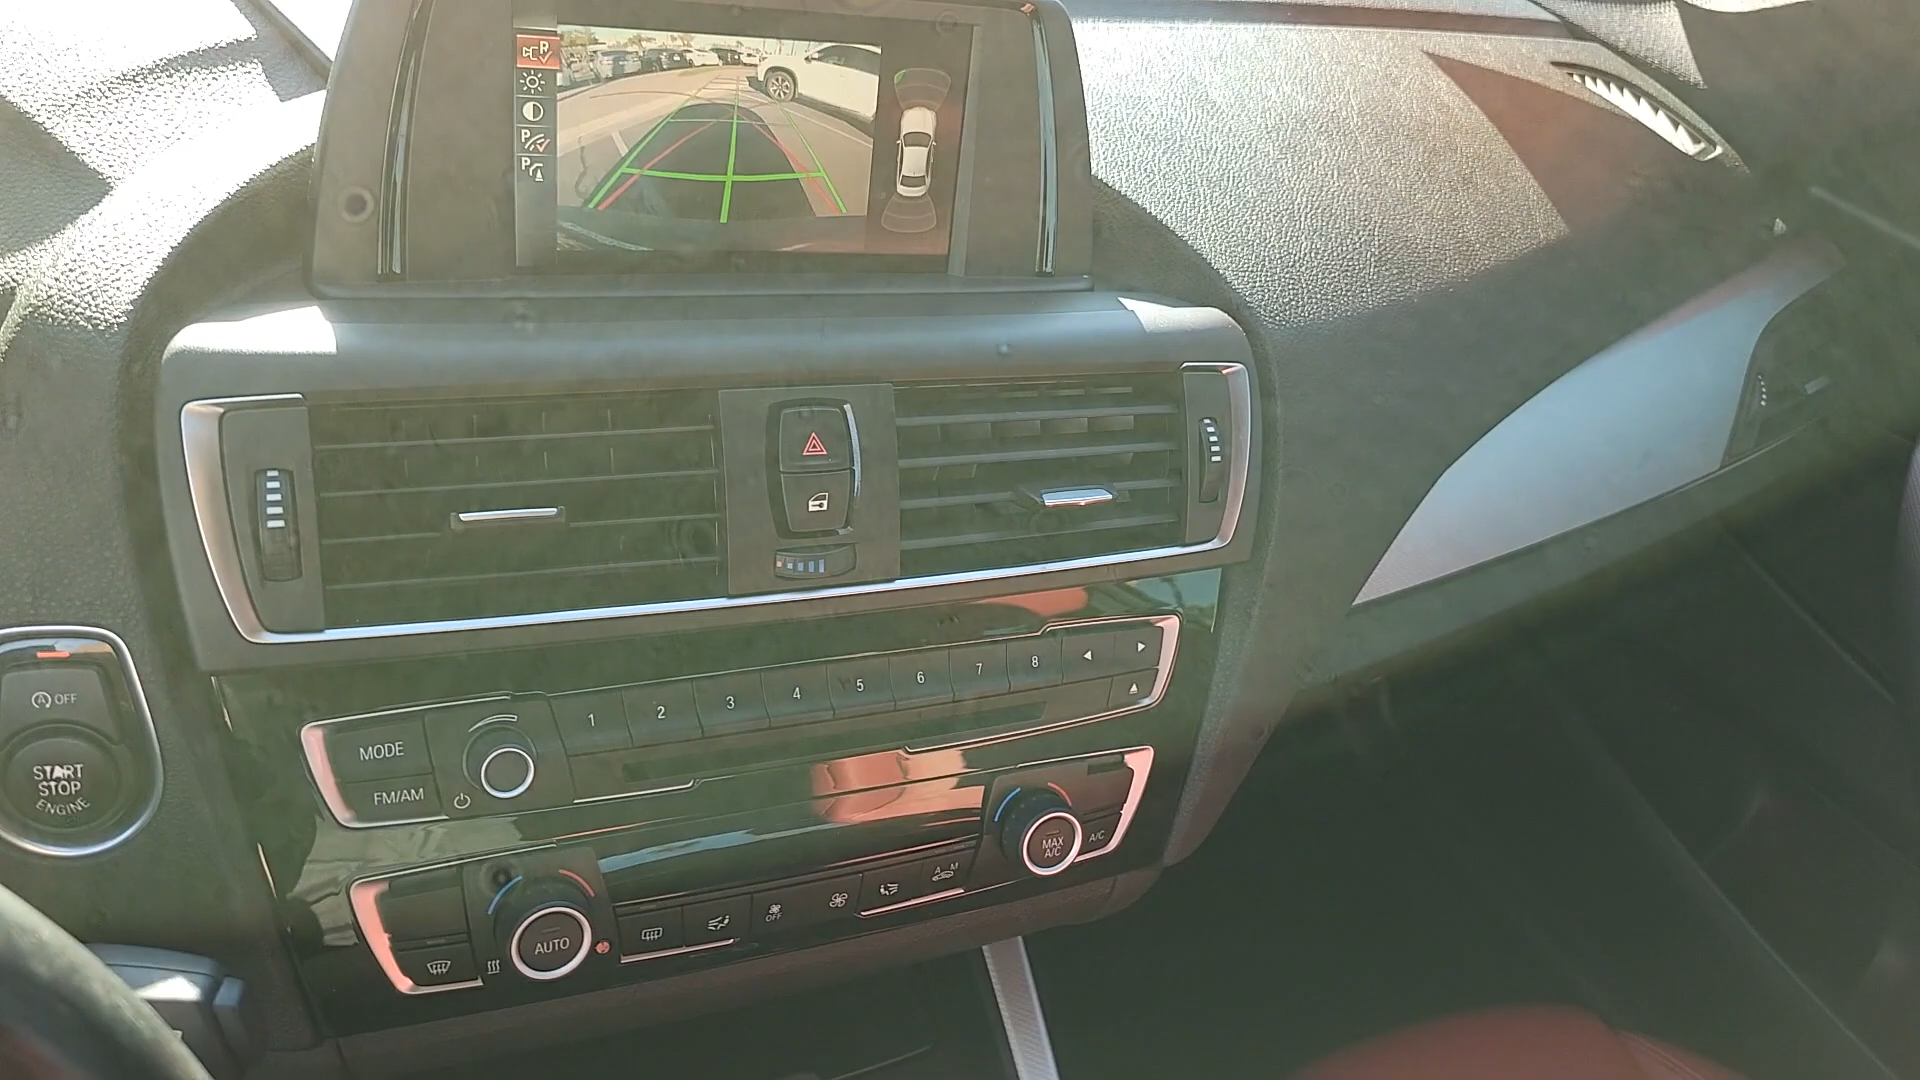 R
P
P
OFF
START
STOP
ENGINE
MODE
FM/AM
1 2 3 4 5 6 7 8
MAX
A/C
A/C
AUTO
OFF
A M